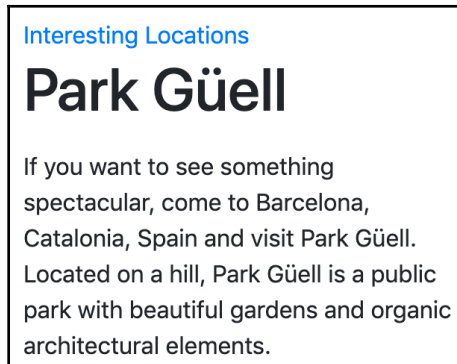 Interesting Locations
Park Güell
If you want to see something
spectacular, come to Barcelona,
Catalonia, Spain and visit Park Güell.
Located on a hill, Park Güell is a public
park with beautiful gardens and organic
architectural elements.